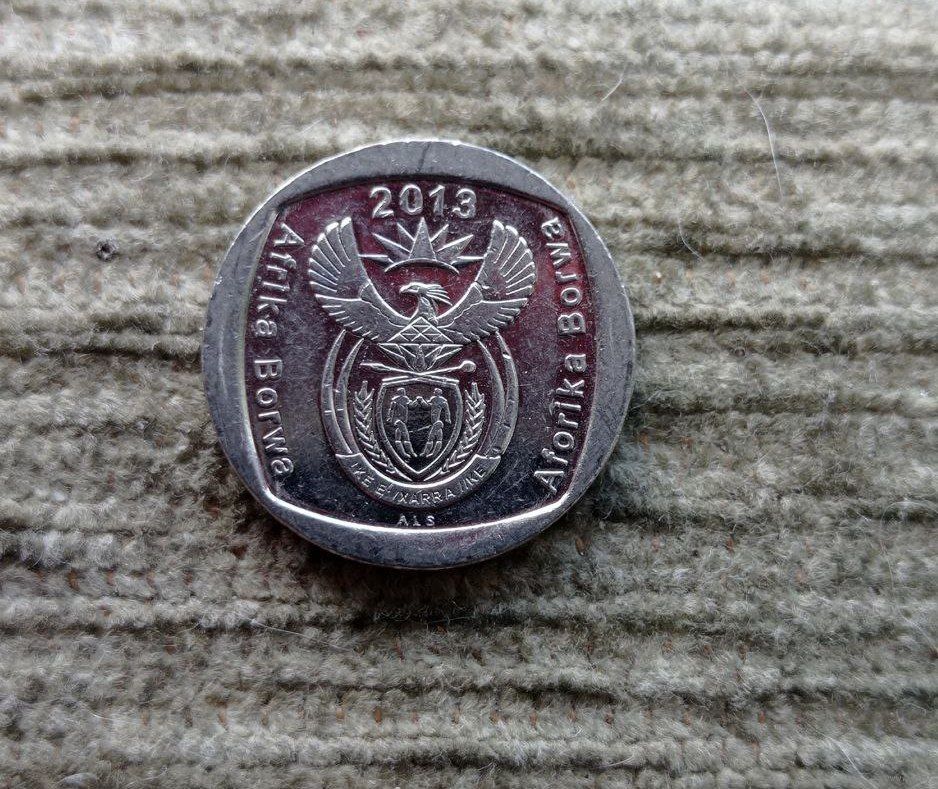 2013
Afrika Borwa
Aforika Borwa
!KE E:/XARRA //KE
ALS